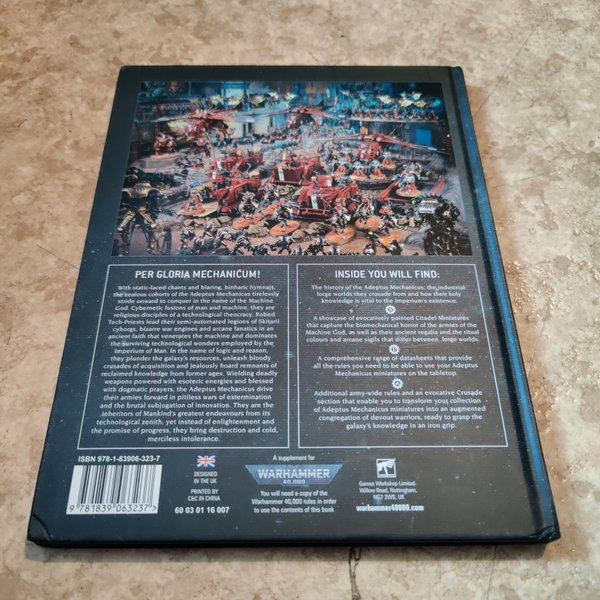 PER GLORIA MECHANICUM!
With static-laced chants and blaring, binharic hymnals,
the zealous cohorts of the Adeptus Mechanicus tirelessly
stride onward to conquer in the name of the Machine
God. Cybernetic fusions of man and machine, they are
religious disciples of a technological theocracy. Robed
Tech-Priests lead their semi-automated legions of Skitarii
cyborgs, bizarre war engines and arcane fanatics in an
ancient faith that venerates the machine and dominates
the surviving technological wonders employed by the
Imperium of Man. In the name of logic and reason,
they plunder the galaxy's resources, unleash bloody
crusades of acquisition and jealously hoard remnants of
reclaimed knowledge from former ages. Wielding deadly
weapons powered with esoteric energies and blessed
with dogmatic prayers, the Adeptus Mechanicus drive
their armies forward in pitiless wars of extermination
and the brutal subjugation of innovation. They are the
inheritors of Mankind's greatest endeavours from its
technological zenith, yet instead of enlightenment and
the promise of progress, they bring destruction and cold,
merciless intolerance.
INSIDE YOU WILL FIND:
The history of the Adeptus Mechanicus, the industrial
forge worlds they crusade from and how their holy
knowledge is vital to the Imperium's existence.
A showcase of evocatively painted Citadel Miniatures
that capture the biomechanical horror of the armies of the
Machine God, as well as their ancient regalia and the ritual
colours and arcane sigils that differ between forge worlds.
A comprehensive range of datasheets that provide
all the rules you need to be able to use your Adeptus
Mechanicus miniatures on the tabletop.
Additional army-wide rules and an evocative Crusade
section that enable you to transform your collection
of Adeptus Mechanicus miniatures into an augmented
congregation of devout warriors, ready to grasp the
galaxy's knowledge in an iron grip.
ISBN 978-1-83906-323-7
9 781839 063237 >
DESIGNED
IN THE UK
PRINTED BY
C&C IN CHINA
60 03 01 16 007
A supplement for
WARHAMMER
40,000
You will need a copy of the
Warhammer 40,000 rules in order
to use the contents of this book
WARHAMMER
Games Workshop Limited,
Willow Road, Nottingham,
NG7 2WS, UK
warhammer40000.com